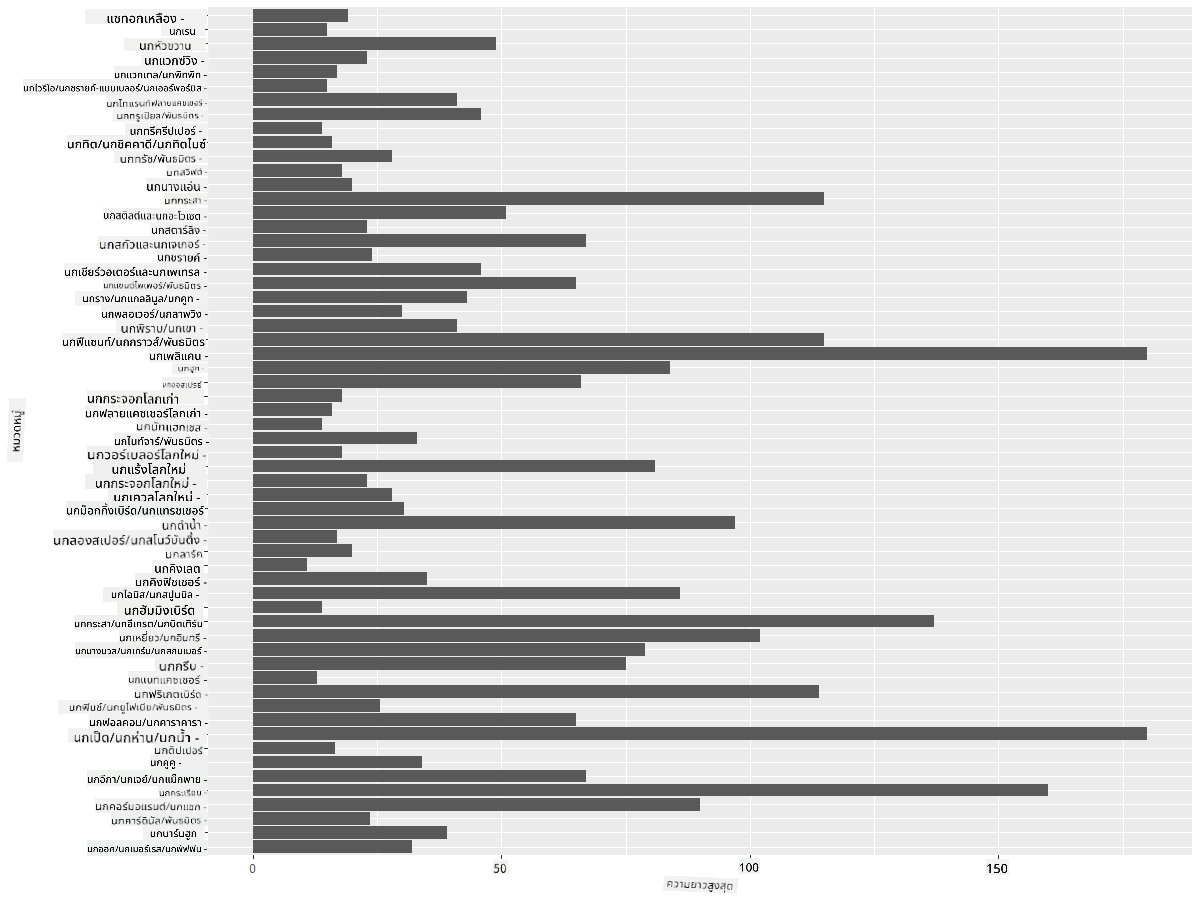 แชทอกเหลือง -
นกเรน
นกหัวขวาน
นกแวกซ์วิง -
นกแวกเทล/นกพิพิท -
นกไวรีโอ/นกชรายค์-แบบเบลอร์/นกเออร์พอร์นิส -
นกไทแรนท์ฟลายแคชเชอร์ -
นกทรูเปียล/พันธมิตร -
นกทรีครีปเปอร์ -
นกทิต/นกชิคคาดี/นกทิตไมซ์
นกทรัช/พันธมิตร -
นกสวิฟต์
นกนางแอ่น -
นกกระสา -
นกสติลต์และนกอะโวเซต -
นกสตาร์ลิง
นกสกัวและนกเจเกอร์ -
นกชรายค์ -
นกเชียร์วอเตอร์และนกเพเทรล -
นกแซนด์ไพเพอร์/พันธมิตร -
นกราง/นกแกลลินูล/นกคูท -
นกพลอเวอร์/นกลาพวิง -
นกพิราบ/นกเขา -
นกฟีแซนท์/นกกราวส์/พันธมิตร
นกเพลิแคน -
นกฮูก -
นกออสเปรย์
นกกระจอกโลกเก่า
นกฟลายแคชเชอร์โลกเก่า -
นกนัทแฮทเชส
นกไนท์จาร์/พันธมิตร -
นกวอร์เบลอร์โลกใหม่ -
นกแร้งโลกใหม่
นกกระจอกโลกใหม่ -
นกเควลโลกใหม่ -
นกม็อกกิ้งเบิร์ด/นกแทรชเชอร์
นกดำน้ำ -
นกลองสเปอร์/นกสโนว์บันติ้ง -
นกลาร์ค
นกคิงเลต
นกคิงฟิชเชอร์ -
นกไอบิส/นกสปูนบิล -
นกฮัมมิงเบิร์ด
นกกระสา/นกอีเกรต/นกบิตเทิร์น
นกเหยี่ยว/นกอินทรี -
นกนางนวล/นกเทิร์น/นกสกิมเมอร์ -
นกกรีบ -
นกแนทแคชเชอร์ -
นกฟริเกตเบิร์ด -
นกฟินช์/นกยูโฟเนีย/พันธมิตร -
นกฟอลคอน/นกคาราคารา -
นกเป็ด/นกห่าน/นกน้ำ -
นกดิปเปอร์
นกคูคู -
นกอีกา/นกเจย์/นกแม็กพาย -
นกกระเรียน -
นกคอร์มอแรนต์/นกแชก -
นกคาร์ดินัล/พันธมิตร -
นกบาร์นฮูก
นกออค/นกเมอร์เรส/นกพัฟฟิน -
หมวดหมู่
0 50 100 150
ความยาวสูงสุด